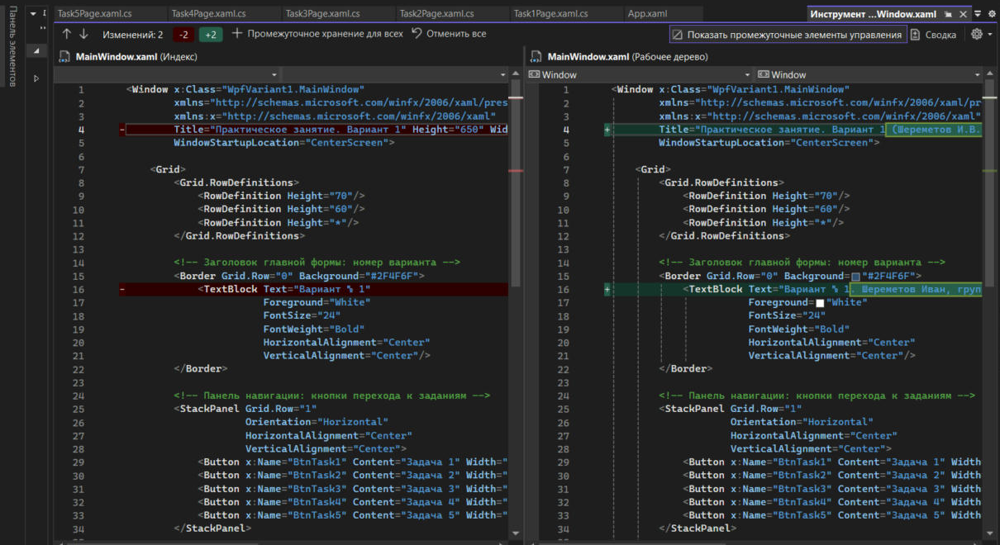 Панель элементов
Task5Page.xaml.cs Task4Page.xaml.cs Task3Page.xaml.cs Task2Page.xaml.cs Task1Page.xaml.cs App.xaml Инструмент ...Window.xaml
Изменений: 2 -2 +2 Промежуточное хранение для всех Отменить все Показать промежуточные элементы управления Сводка
MainWindow.xaml (Индекс)
1 <Window x:Class="WpfVariant1.MainWindow"
2 xmlns="http://schemas.microsoft.com/winfx/2006/xaml/pres
3 xmlns:x="http://schemas.microsoft.com/winfx/2006/xaml"
4 - Title="Практическое занятие. Вариант 1" Height="650" Wid
5 WindowStartupLocation="CenterScreen">
6
7 <Grid>
8 <Grid.RowDefinitions>
9 <RowDefinition Height="70"/>
10 <RowDefinition Height="60"/>
11 <RowDefinition Height="*"/>
12 </Grid.RowDefinitions>
13
14 <!-- Заголовок главной формы: номер варианта -->
15 <Border Grid.Row="0" Background="#2F4F6F">
16 - <TextBlock Text="Вариант % 1"
17 Foreground="White"
18 FontSize="24"
19 FontWeight="Bold"
20 HorizontalAlignment="Center"
21 VerticalAlignment="Center"/>
22 </Border>
23
24 <!-- Панель навигации: кнопки перехода к заданиям -->
25 <StackPanel Grid.Row="1"
26 Orientation="Horizontal"
27 HorizontalAlignment="Center"
28 VerticalAlignment="Center">
29 <Button x:Name="BtnTask1" Content="Задача 1" Width="
30 <Button x:Name="BtnTask2" Content="Задача 2" Width="
31 <Button x:Name="BtnTask3" Content="Задача 3" Width="
32 <Button x:Name="BtnTask4" Content="Задача 4" Width="
33 <Button x:Name="BtnTask5" Content="Задача 5" Width="
34 </StackPanel>
MainWindow.xaml (Рабочее дерево)
Window Window
1 <Window x:Class="WpfVariant1.MainWindow"
2 xmlns="http://schemas.microsoft.com/winfx/2006/xaml/pr
3 xmlns:x="http://schemas.microsoft.com/winfx/2006/xaml"
4 + Title="Практическое занятие. Вариант 1 (Шереметов И.В.
5 WindowStartupLocation="CenterScreen">
6
7 <Grid>
8 <Grid.RowDefinitions>
9 <RowDefinition Height="70"/>
10 <RowDefinition Height="60"/>
11 <RowDefinition Height="*"/>
12 </Grid.RowDefinitions>
13
14 <!-- Заголовок главной формы: номер варианта -->
15 <Border Grid.Row="0" Background="#2F4F6F">
16 + <TextBlock Text="Вариант % 1. Шереметов Иван, груп
17 Foreground="White"
18 FontSize="24"
19 FontWeight="Bold"
20 HorizontalAlignment="Center"
21 VerticalAlignment="Center"/>
22 </Border>
23
24 <!-- Панель навигации: кнопки перехода к заданиям -->
25 <StackPanel Grid.Row="1"
26 Orientation="Horizontal"
27 HorizontalAlignment="Center"
28 VerticalAlignment="Center">
29 <Button x:Name="BtnTask1" Content="Задача 1" Width
30 <Button x:Name="BtnTask2" Content="Задача 2" Width
31 <Button x:Name="BtnTask3" Content="Задача 3" Width
32 <Button x:Name="BtnTask4" Content="Задача 4" Width
33 <Button x:Name="BtnTask5" Content="Задача 5" Width
34 </StackPanel>